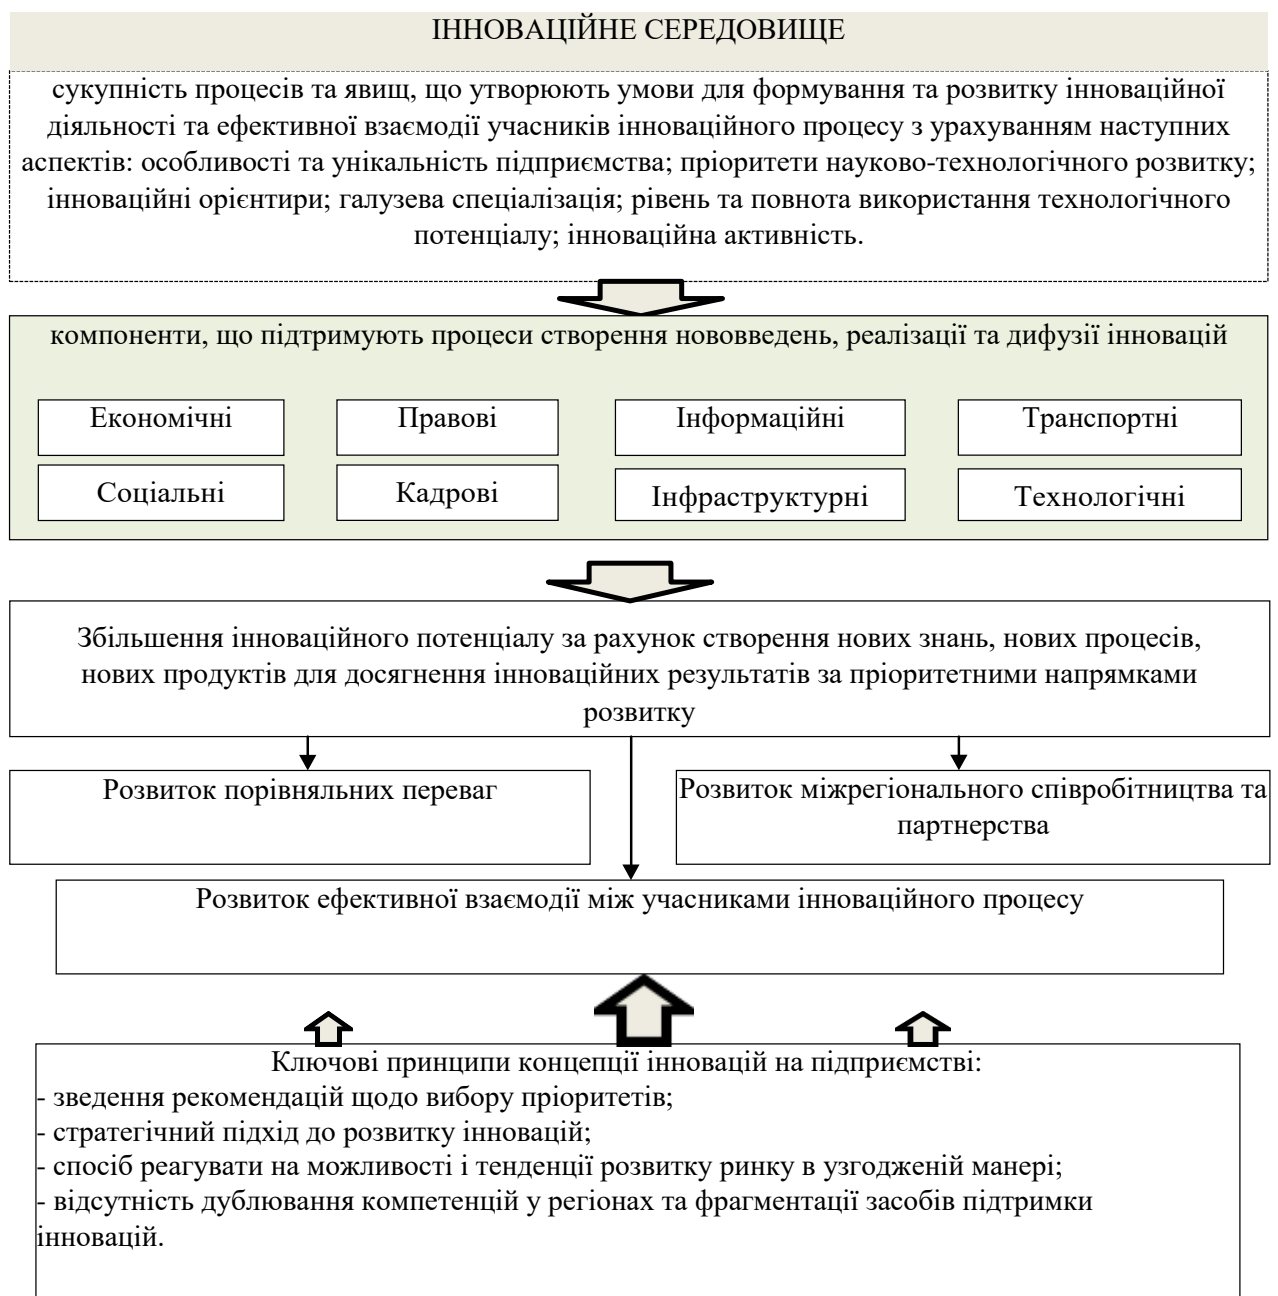 ІННОВАЦІЙНЕ СЕРЕДОВИЩЕ
сукупність процесів та явищ, що утворюють умови для формування та розвитку інноваційної
діяльності та ефективної взаємодії учасників інноваційного процесу з урахуванням наступних
аспектів: особливості та унікальність підприємства; пріоритети науково-технологічного розвитку;
інноваційні орієнтири; галузева спеціалізація; рівень та повнота використання технологічного
потенціалу; інноваційна активність.
компоненти, що підтримують процеси створення нововведень, реалізації та дифузії інновацій
Економічні
Правові
Інформаційні
Транспортні
Соціальні
Кадрові
Інфраструктурні
Технологічні
Збільшення інноваційного потенціалу за рахунок створення нових знань, нових процесів,
нових продуктів для досягнення інноваційних результатів за пріоритетними напрямками
розвитку
Розвиток порівняльних переваг
Розвиток міжрегіонального співробітництва та
партнерства
Розвиток ефективної взаємодії між учасниками інноваційного процесу
Ключові принципи концепції інновацій на підприємстві:
- зведення рекомендацій щодо вибору пріоритетів;
- стратегічний підхід до розвитку інновацій;
- спосіб реагувати на можливості і тенденції розвитку ринку в узгодженій манері;
- відсутність дублювання компетенцій у регіонах та фрагментації засобів підтримки
інновацій.